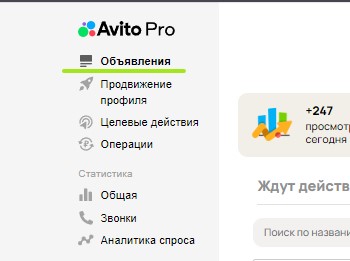 Avito Pro
Объявления
Продвижение
профиля
Целевые действия
Операции
Статистика
Общая
Звонки
Аналитика спроса
+247
просмотр
сегодня
Ждут действ
Поиск по названи